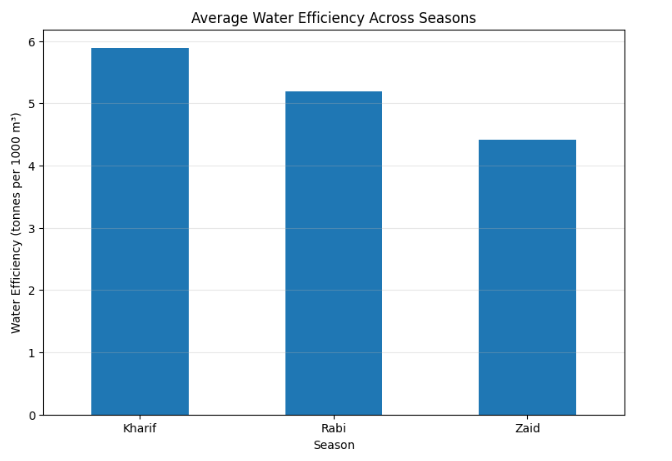 Average Water Efficiency Across Seasons
Water Efficiency (tonnes per 1000 m³)
6
5
4
3
2
1
0
Kharif
Rabi
Zaid
Season